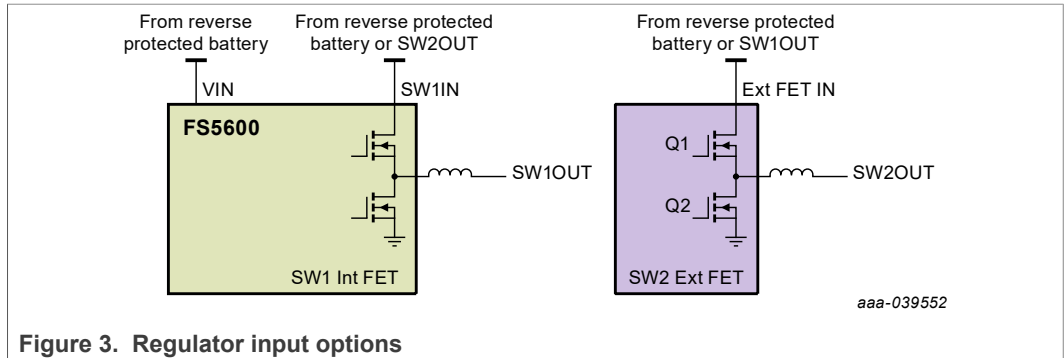 From reverse
protected battery
From reverse protected
battery or SW2OUT
From reverse protected
battery or SW1OUT
VIN
SW1IN
Ext FET IN
FS5600
Q1
SW1OUT
SW2OUT
Q2
SW1 Int FET
SW2 Ext FET
aaa-039552
Figure 3. Regulator input options